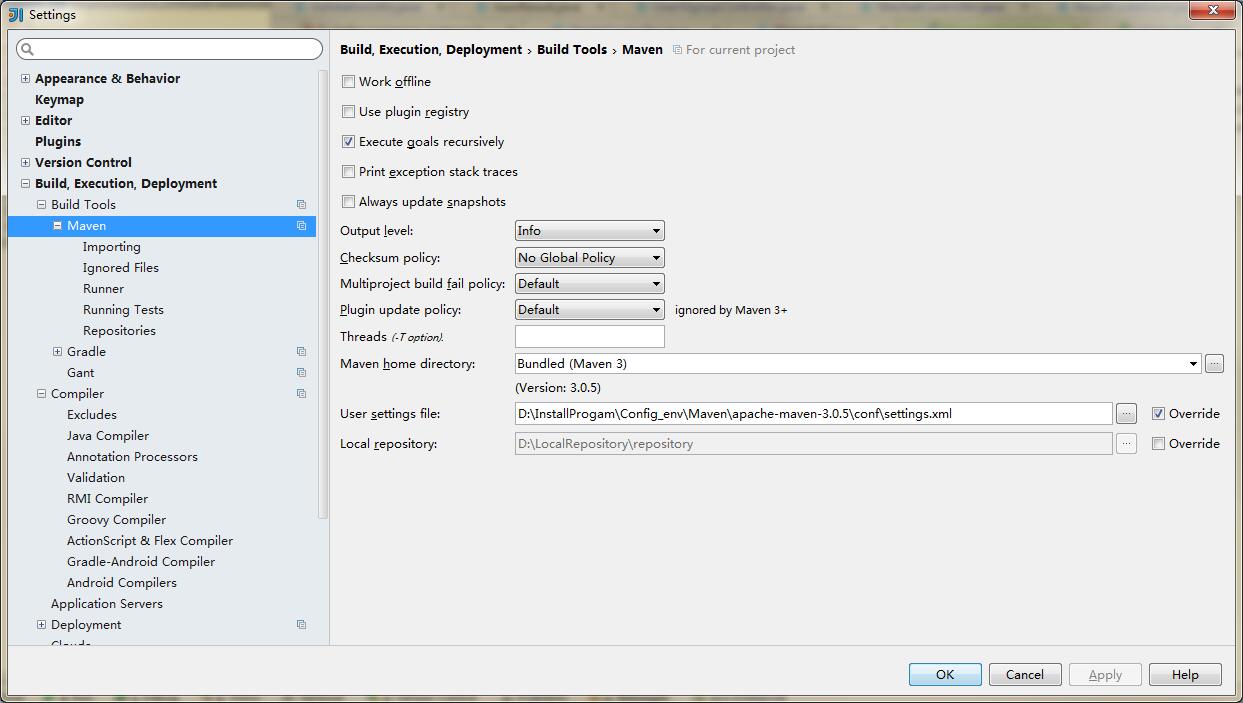 Settings
Appearance & Behavior
Keymap
Editor
Plugins
Version Control
Build, Execution, Deployment
Build Tools
Maven
Importing
Ignored Files
Runner
Running Tests
Repositories
Gradle
Gant
Compiler
Excludes
Java Compiler
Annotation Processors
Validation
RMI Compiler
Groovy Compiler
ActionScript & Flex Compiler
Gradle-Android Compiler
Android Compilers
Application Servers
Deployment
Clouds
Build, Execution, Deployment › Build Tools › Maven For current project
Work offline
Use plugin registry
Execute goals recursively
Print exception stack traces
Always update snapshots
Output level: Info
Checksum policy: No Global Policy
Multiproject build fail policy: Default
Plugin update policy: Default ignored by Maven 3+
Threads (-T option).
Maven home directory: Bundled (Maven 3) ...
(Version: 3.0.5)
User settings file: D:\InstallProgam\Config_env\Maven\apache-maven-3.0.5\conf\settings.xml ... Override
Local repository: D:\LocalRepository\repository ... Override
OK Cancel Apply Help